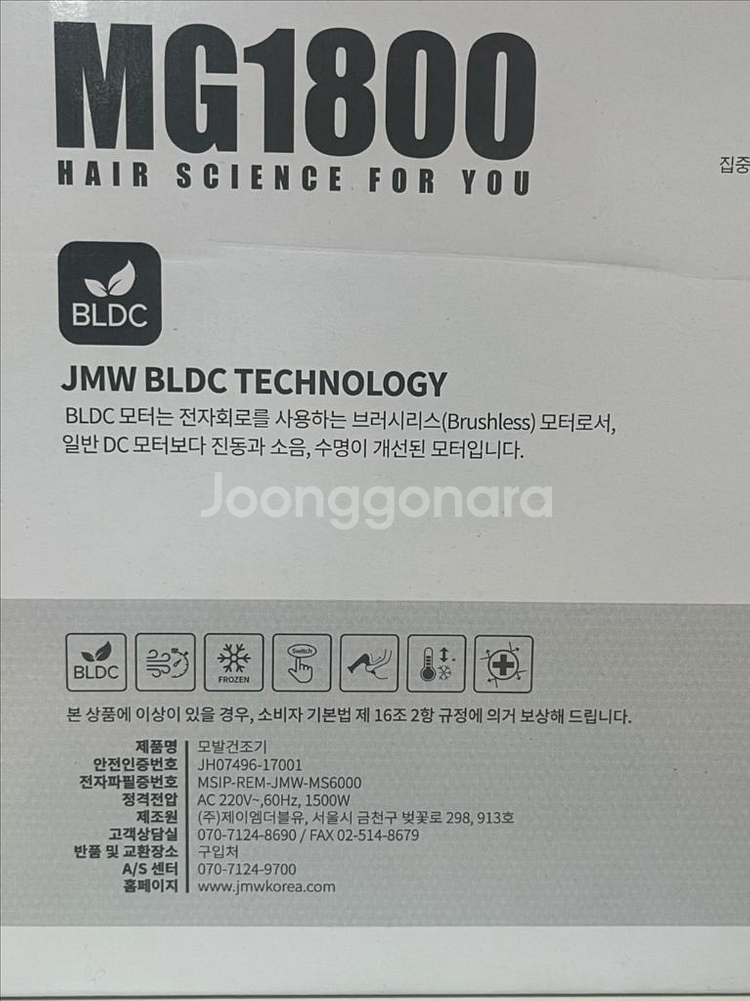 MG1800
HAIR SCIENCE FOR YOU
집중
BLDC
JMW BLDC TECHNOLOGY
BLDC 모터는 전자회로를 사용하는 브러시리스(Brushless) 모터로서,
일반 DC 모터보다 진동과 소음, 수명이 개선된 모터입니다.
Joonggonara
BLDC
FROZEN
Switch
본 상품에 이상이 있을 경우, 소비자 기본법 제 16조 2항 규정에 의거 보상해 드립니다.
제품명 모발건조기
안전인증번호 JH07496-17001
전자파필증번호 MSIP-REM-JMW-MS6000
정격전압 AC 220V~,60Hz, 1500W
제조원 (주)제이엠더블유, 서울시 금천구 벚꽃로 298, 913호
고객상담실 070-7124-8690 / FAX 02-514-8679
반품 및 교환장소 구입처
A/S 센터 070-7124-9700
홈페이지 www.jmwkorea.com